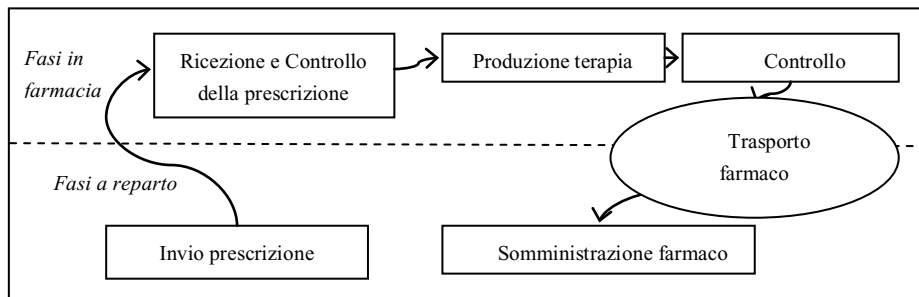 Fasi in
farmacia
Ricezione e Controllo
della prescrizione
Produzione terapia
Controllo
Trasporto
farmaco
Fasi a reparto
Invio prescrizione
Somministrazione farmaco